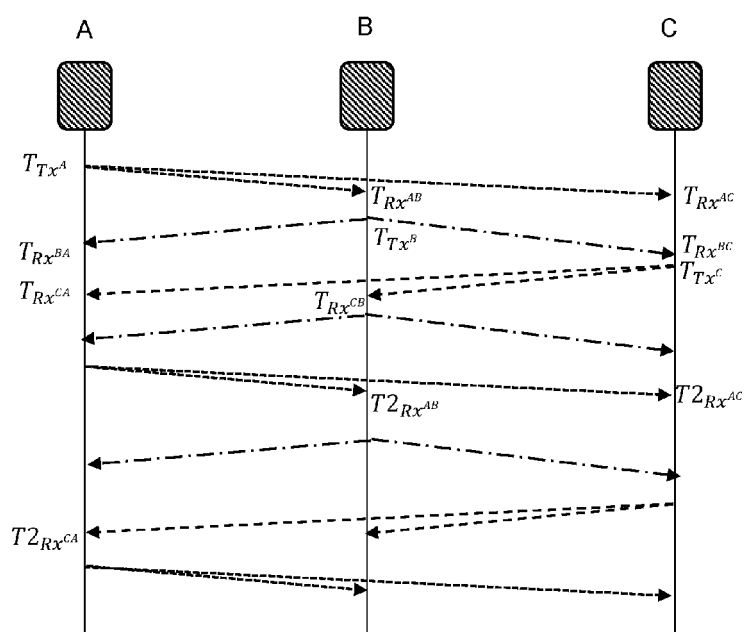 A B C
T_{Tx^A}
T_{Rx^{AB}} T_{Rx^{AC}}
T_{Rx^{BA}} T_{Tx^B} T_{Rx^{BC}}
T_{Rx^{CA}} T_{Rx^{CB}} T_{Tx^C}
T2_{Rx^{AB}} T2_{Rx^{AC}}
T2_{Rx^{CA}}